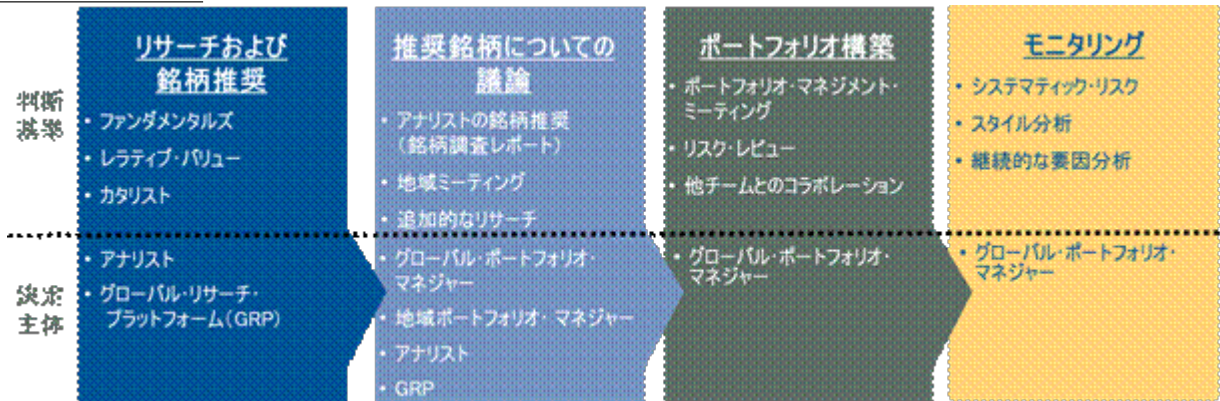 リサーチおよび
銘柄推奨
推奨銘柄についての
議論
ポートフォリオ構築
モニタリング
判断
基準
・ファンダメンタルズ
・レラティブ・バリュー
・カタリスト
・アナリストの銘柄推奨
(銘柄調査レポート)
・地域ミーティング
・追加的なリサーチ
・ポートフォリオ・マネジメント・
ミーティング
・リスク・レビュー
・他チームとのコラボレーション
・システマティック・リスク
・スタイル分析
・継続的な要因分析
決定
主体
・アナリスト
・グローバル・リサーチ・
プラットフォーム(GRP)
・グローバル・ポートフォリオ・
マネジャー
・地域ポートフォリオ・マネジャー
・アナリスト
・GRP
・グローバル・ポートフォリオ・
マネジャー
・グローバル・ポートフォリオ・
マネジャー